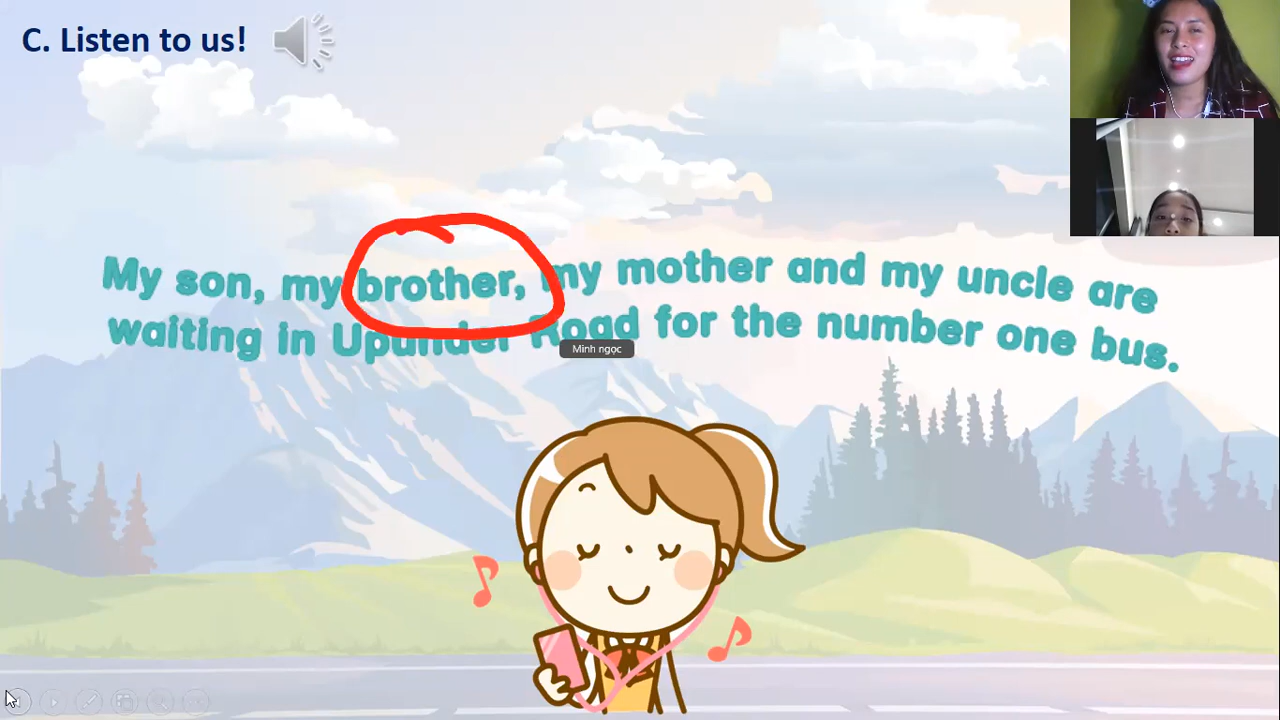 C. Listen to us!
My son, my brother, my mother and my uncle are
waiting in Upunder Road for the number one bus.
Minh ngọc